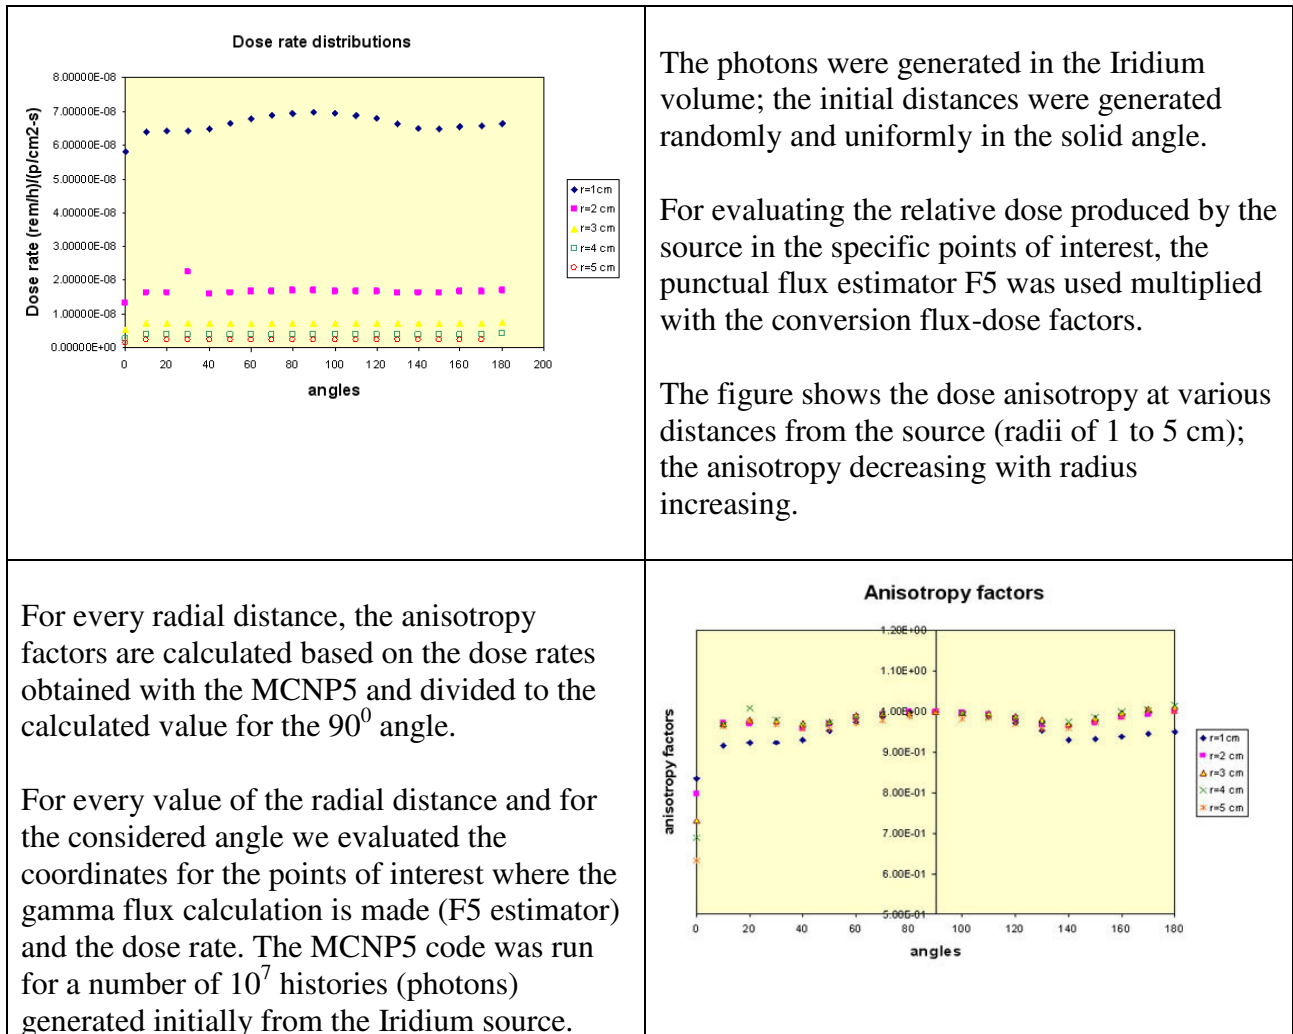 Dose rate distributions
8.00000E-08
7.00000E-08
6.00000E-08
5.00000E-08
4.00000E-08
3.00000E-08
2.00000E-08
1.00000E-08
0.00000E+00
Dose rate (rem/h)/(p/cm2-s)
0 20 40 60 80 100 120 140 160 180 200
angles
r=1cm
r=2 cm
r=3 cm
r=4 cm
r=5 cm
The photons were generated in the Iridium
volume; the initial distances were generated
randomly and uniformly in the solid angle.
For evaluating the relative dose produced by the
source in the specific points of interest, the
punctual flux estimator F5 was used multiplied
with the conversion flux-dose factors.
The figure shows the dose anisotropy at various
distances from the source (radii of 1 to 5 cm);
the anisotropy decreasing with radius
increasing.
For every radial distance, the anisotropy
factors are calculated based on the dose rates
obtained with the MCNP5 and divided to the
calculated value for the 90⁰ angle.
For every value of the radial distance and for
the considered angle we evaluated the
coordinates for the points of interest where the
gamma flux calculation is made (F5 estimator)
and the dose rate. The MCNP5 code was run
for a number of 10⁷ histories (photons)
generated initially from the Iridium source.
Anisotropy factors
1.20E+00
1.10E+00
1.00E+00
9.00E-01
8.00E-01
7.00E-01
6.00E-01
5.00E-01
anisotropy factors
0 20 40 60 80 100 120 140 160 180
angles
r=1cm
r=2 cm
r=3 cm
r=4 cm
r=5 cm